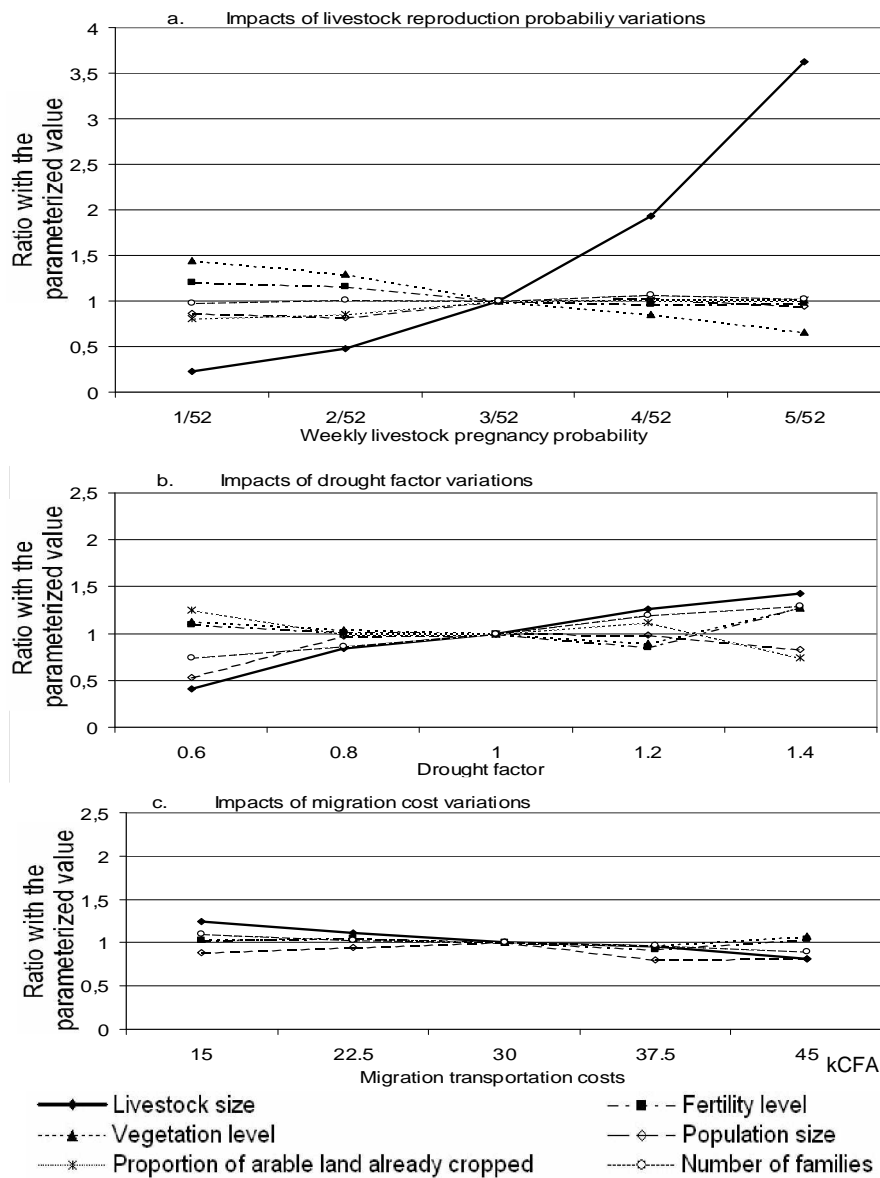 a. Impacts of livestock reproduction probabiliy variations
4
3,5
3
2,5
2
1,5
1
0,5
0
Ratio with the
parameterized value
1/52 2/52 3/52 4/52 5/52
Weekly livestock pregnancy probability
b. Impacts of drought factor variations
2,5
2
1,5
1
0,5
0
Ratio with the
parameterized value
0.6 0.8 1 1.2 1.4
Drought factor
c. Impacts of migration cost variations
2,5
2
1,5
1
0,5
0
Ratio with the
parameterized value
15 22.5 30 37.5 45 kCFA
Migration transportation costs
Livestock size Fertility level
Vegetation level Population size
Proportion of arable land already cropped Number of families